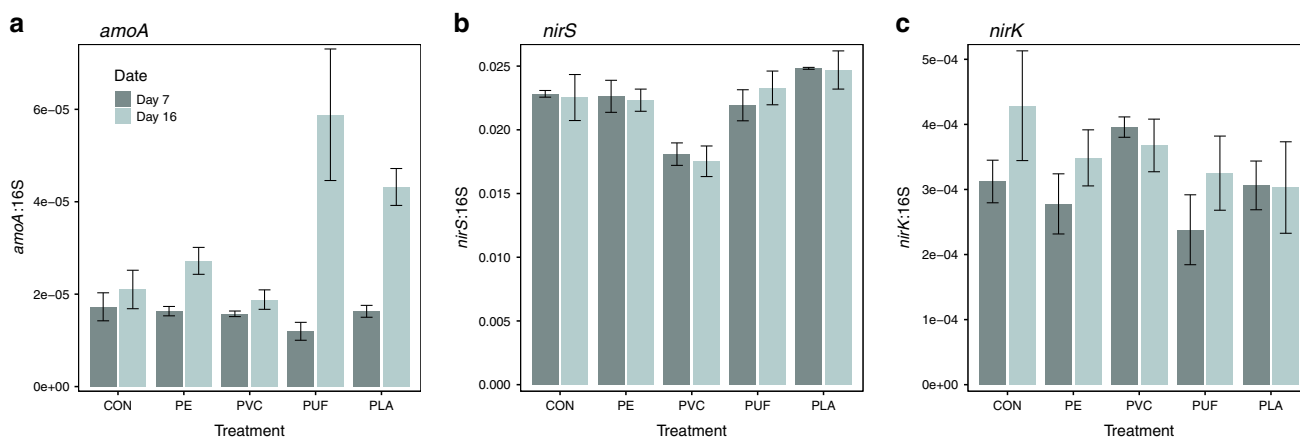 a
amoA
Date
Day 7
Day 16
6e−05
4e−05
2e−05
0e+00
amoA:16S
CON PE PVC PUF PLA
Treatment
b
nirS
0.025
0.020
0.015
0.010
0.005
0.000
nirS:16S
CON PE PVC PUF PLA
Treatment
c
nirK
5e−04
4e−04
3e−04
2e−04
1e−04
0e+00
nirK:16S
CON PE PVC PUF PLA
Treatment